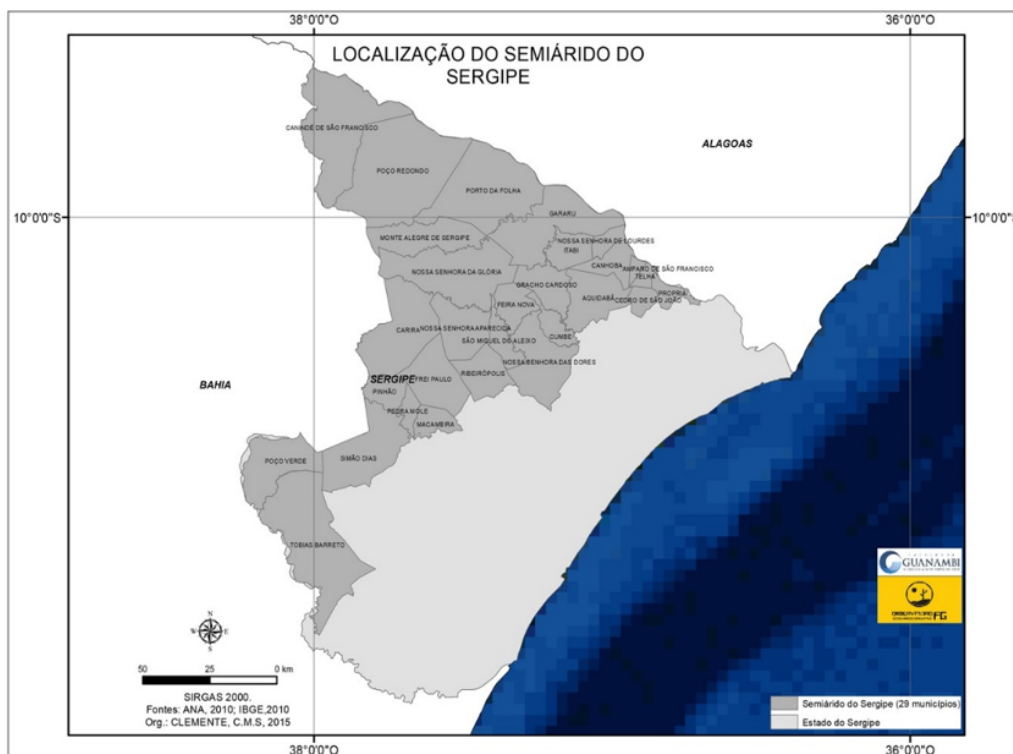 38°0'0"O
36°0'0"O
LOCALIZAÇÃO DO SEMIÁRIDO DO
SERGIPE
CANINDÉ DE SÃO FRANCISCO
ALAGOAS
POÇO REDONDO
PORTO DA FOLHA
10°0'0"S
10°0'0"S
GARARU
MONTE ALEGRE DE SERGIPE
NOSSA SENHORA DE LOURDES
ITABI
NOSSA SENHORA DA GLÓRIA
CANHOBA
AMPARO DE SÃO FRANCISCO
TELHA
GRACHO CARDOSO
PROPRIÁ
AQUIDABÃ
CEDRO DE SÃO JOÃO
FEIRA NOVA
CARIRA
NOSSA SENHORA APARECIDA
CUMBE
SÃO MIGUEL DO ALEIXO
NOSSA SENHORA DAS DORES
BAHIA
SERGIPE
FREI PAULO
RIBEIRÓPOLIS
PINHÃO
PEDRA MOLE
MACAMBIRA
POÇO VERDE
SIMÃO DIAS
TOBIAS BARRETO
GUANAMBI
FG
N
W
E
S
50
25
0 km
SIRGAS 2000.
Fontes: ANA, 2010; IBGE,2010
Org.: CLEMENTE, C.M.S, 2015
Semiárido do Sergipe (29 municípios)
Estado do Sergipe
38°0'0"O
36°0'0"O